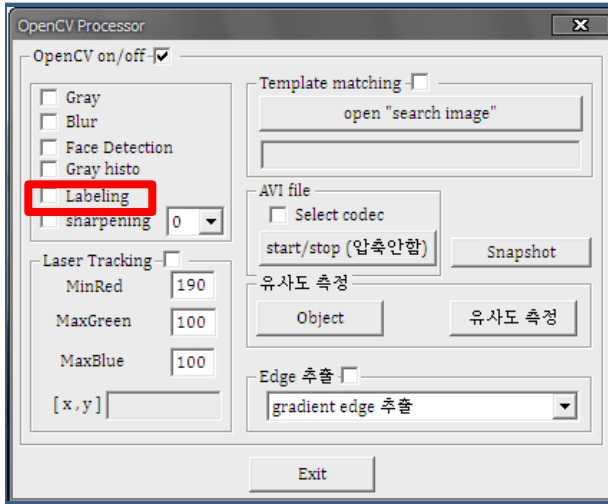 OpenCV Processor
OpenCV on/off
Gray
Blur
Face Detection
Gray histo
Labeling
sharpening 0
Laser Tracking
MinRed 190
MaxGreen 100
MaxBlue 100
[x,y]
Template matching
open "search image"
AVI file
Select codec
start/stop (압축안함)
Snapshot
유사도 측정
Object
유사도 측정
Edge 추출
gradient edge 추출
Exit